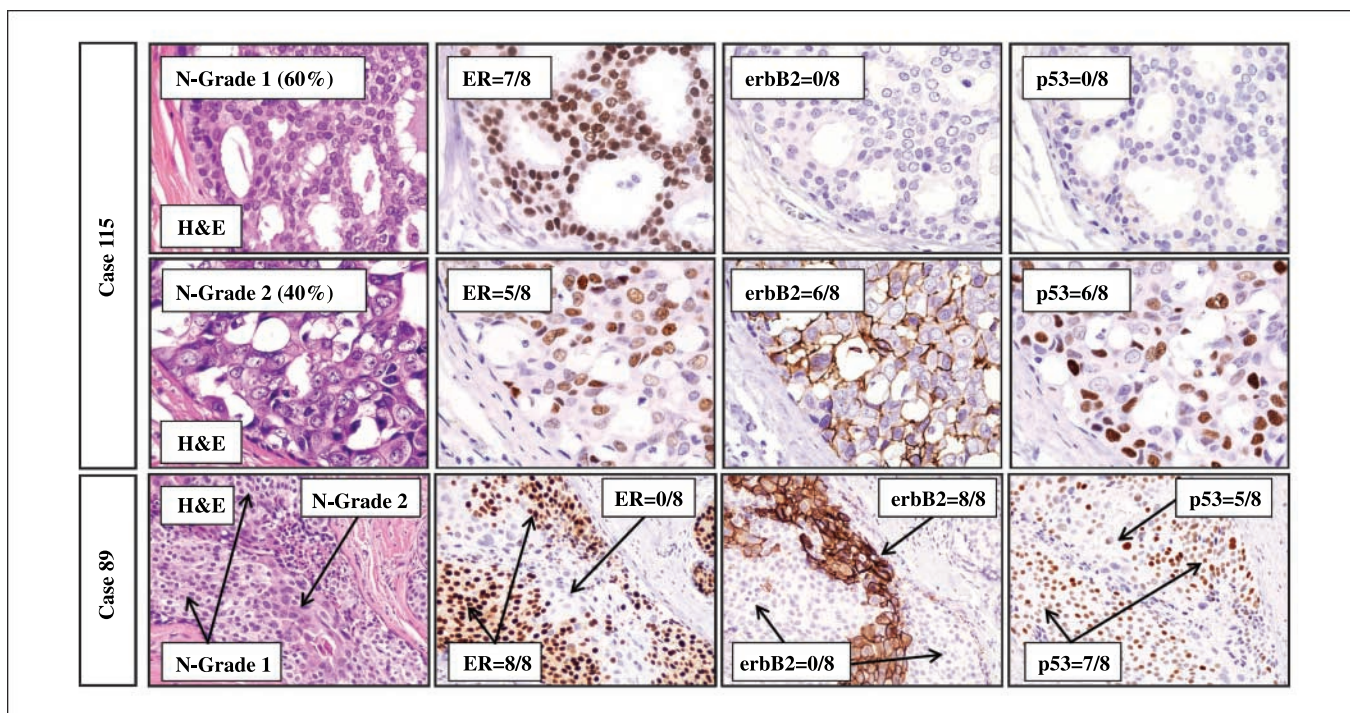 Case 115
N-Grade 1 (60%)
H&E
ER=7/8
erbB2=0/8
p53=0/8
N-Grade 2 (40%)
H&E
ER=5/8
erbB2=6/8
p53=6/8
Case 89
H&E
N-Grade 2
N-Grade 1
ER=0/8
ER=8/8
erbB2=8/8
erbB2=0/8
p53=5/8
p53=7/8